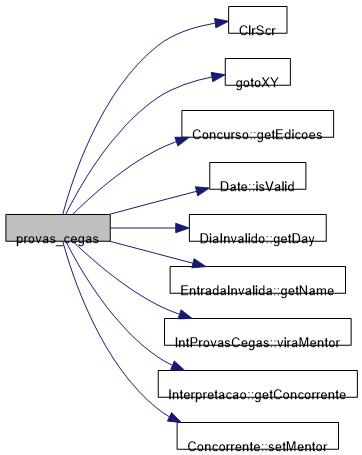 ClrScr
gotoXY
Concurso::getEdicoes
Date::isValid
provas_cegas
DiaInvalido::getDay
EntradaInvalida::getName
IntProvasCegas::viraMentor
Interpretacao::getConcorrente
Concorrente::setMentor